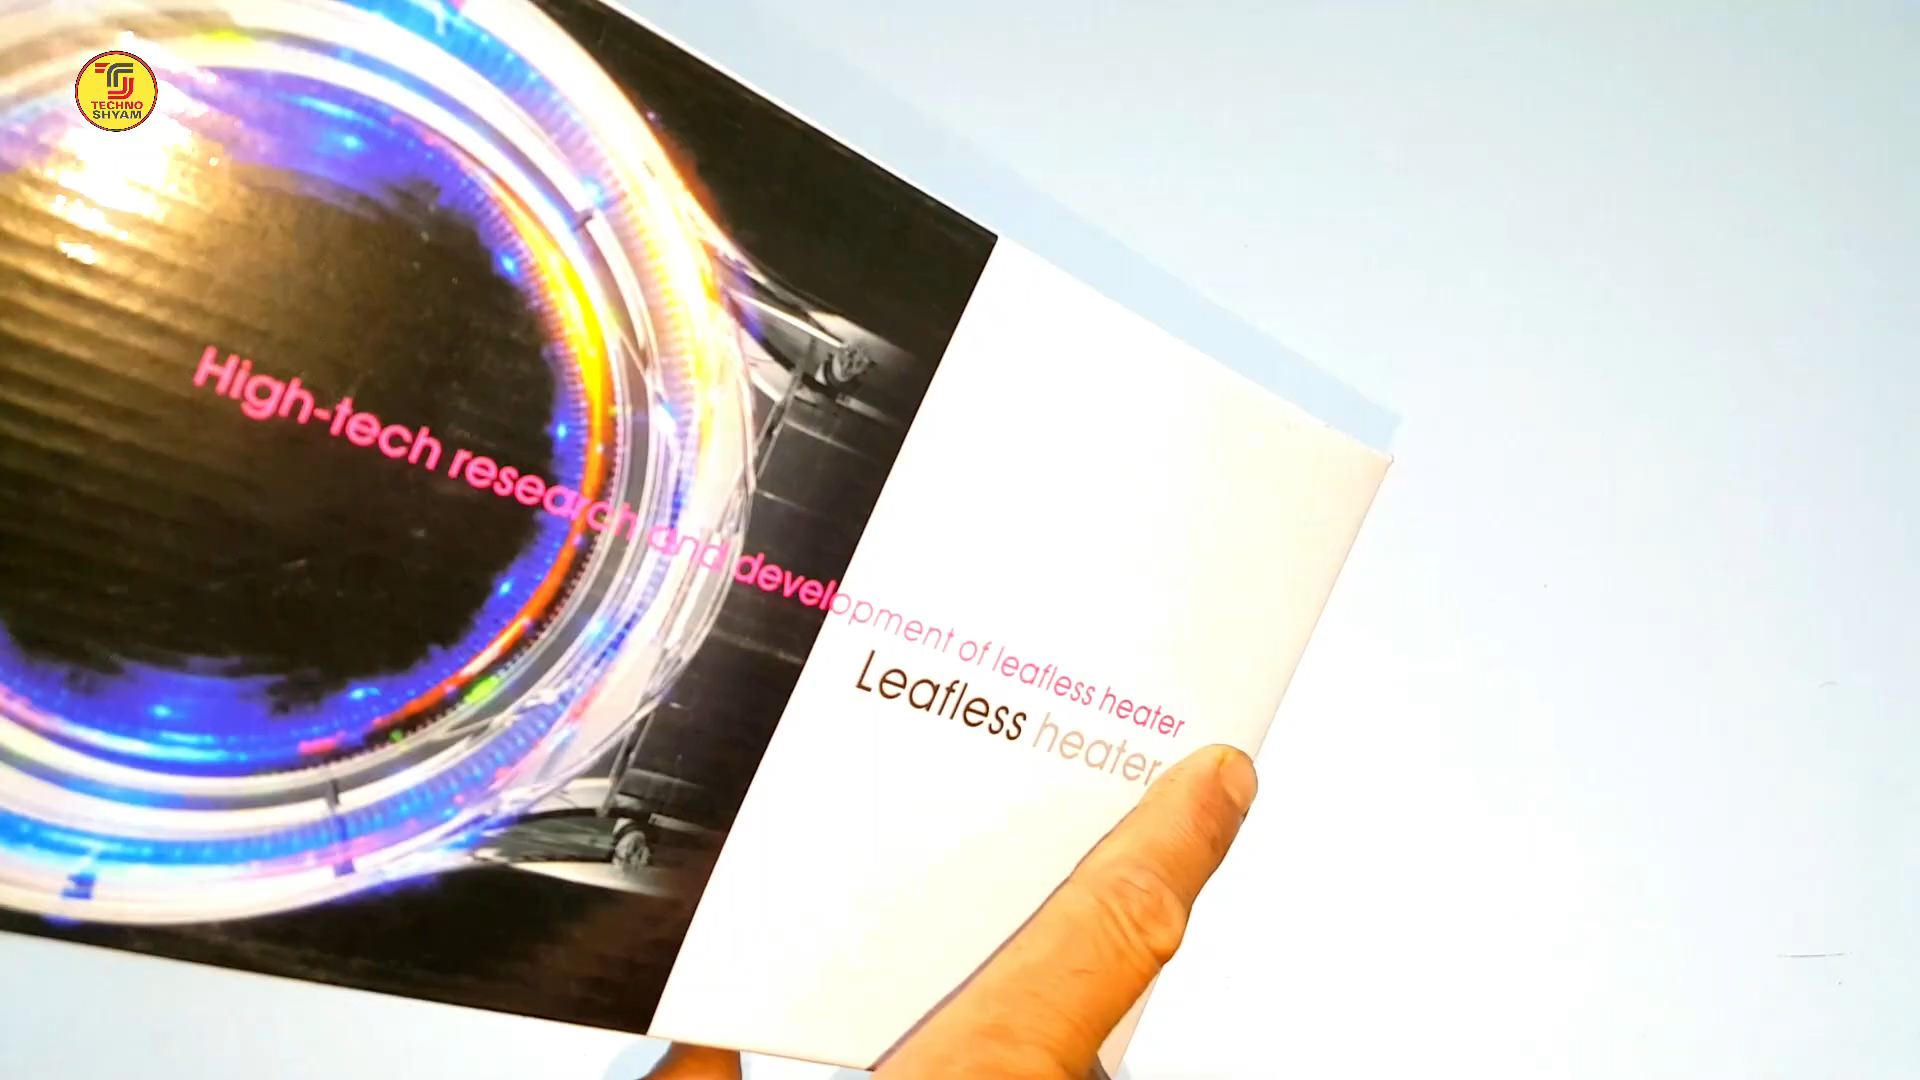 TECHNO
SHYAM
High-tech research and development of leafless heater
Leafless heater